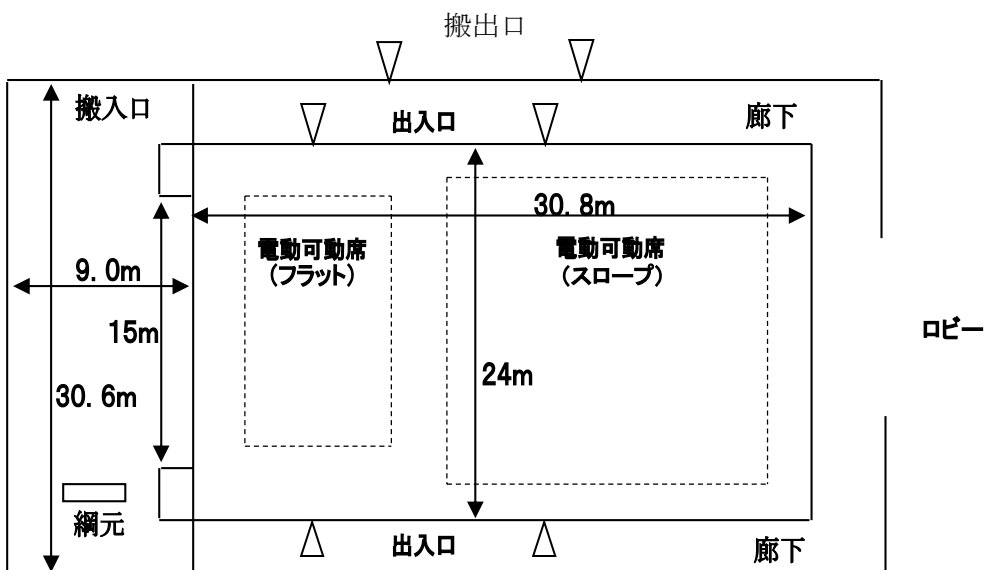 搬出口
搬入口
出入口
廊下
30.8m
電動可動席
(フラット)
電動可動席
(スロープ)
9.0m
15m
ロビー
24m
30.6m
綱元
出入口
廊下